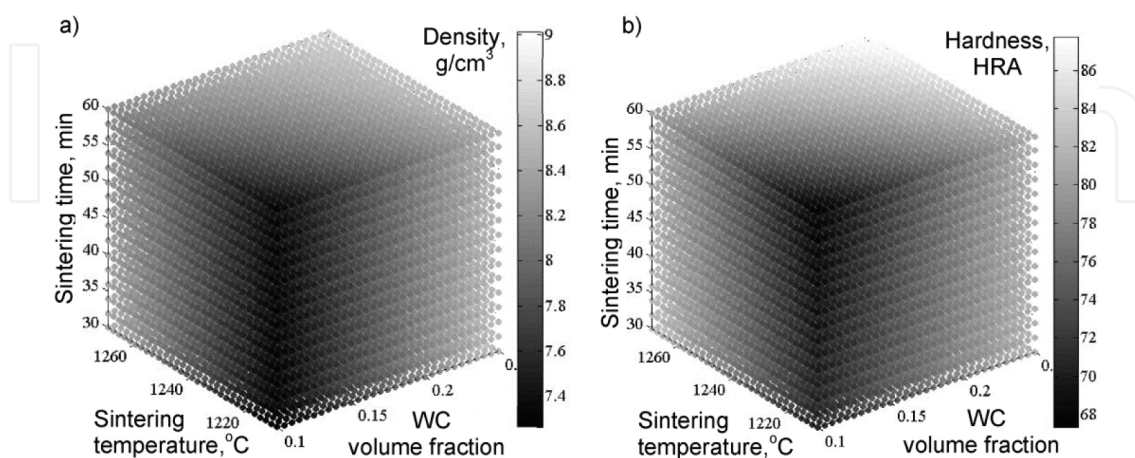 a)
Density,
g/cm³
9
8.8
8.6
8.4
8.2
8
7.8
7.6
7.4
60
55
50
45
40
35
30
Sintering time, min
1260
1240
1220
Sintering
temperature,°C
0.1
0.15
0.2
0.
WC
volume fraction
b)
Hardness,
HRA
86
84
82
80
78
76
74
72
70
68
60
55
50
45
40
35
30
Sintering time, min
1260
1240
1220
Sintering
temperature,°C
0.1
0.15
0.2
0.
WC
volume fraction